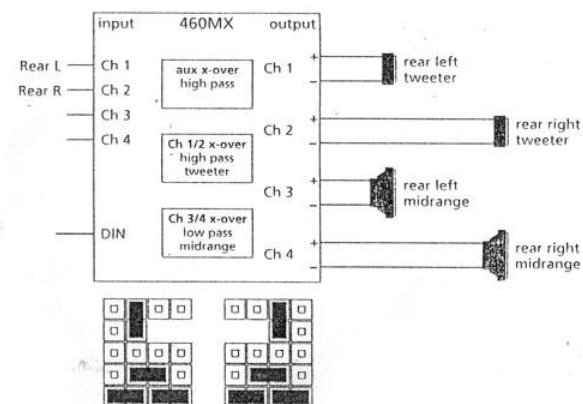 input 460MX output
Rear L Ch 1
Rear R Ch 2
Ch 3
Ch 4
DIN
aux x-over
high pass
Ch 1/2 x-over
high pass
tweeter
Ch 3/4 x-over
low pass
midrange
Ch 1 + −
Ch 2 + −
Ch 3 + −
Ch 4 + −
rear left
tweeter
rear right
tweeter
rear left
midrange
rear right
midrange